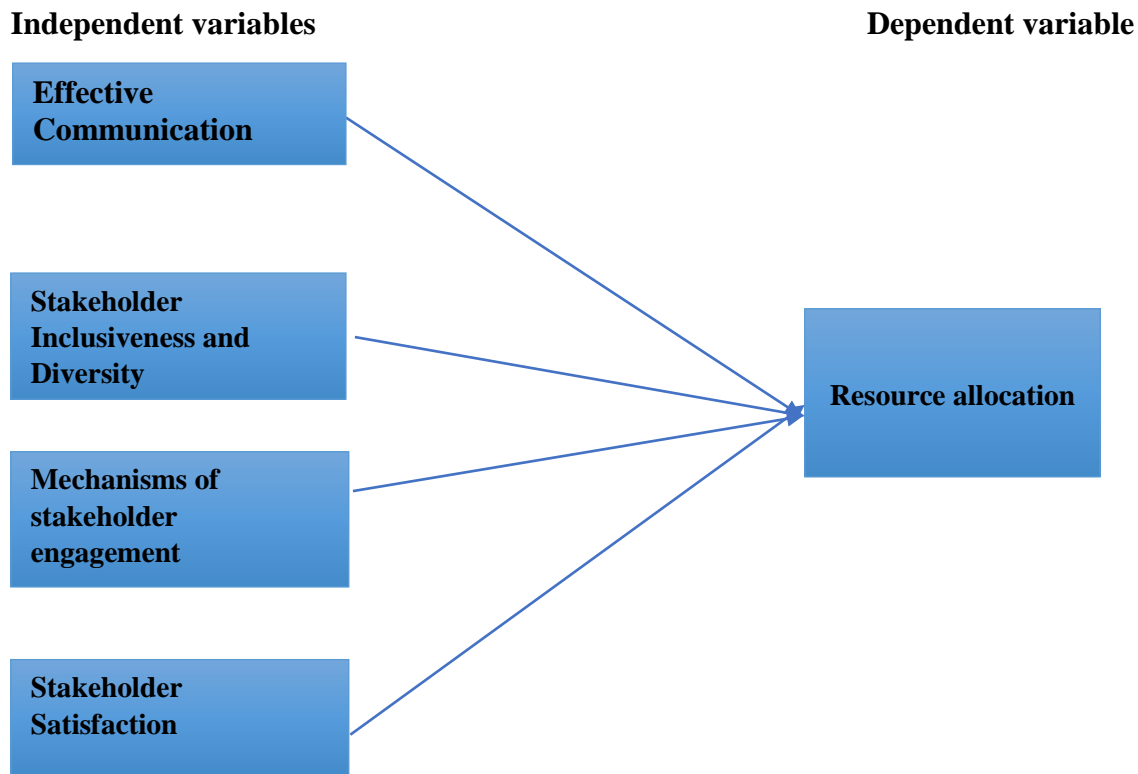 Independent variables
Dependent variable
Effective
Communication
Stakeholder
Inclusiveness and
Diversity
Mechanisms of
stakeholder
engagement
Stakeholder
Satisfaction
Resource allocation